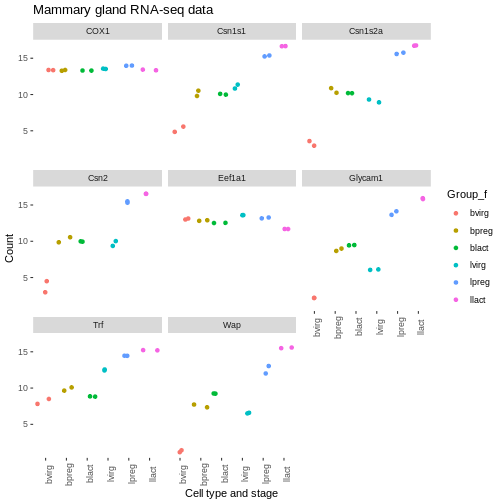 Mammary gland RNA-seq data
COX1 Csn1s1 Csn1s2a
15
10
5
Csn2 Eef1a1 Glycam1
15
10
5
Count
Group_f
bvirg
bpreg
blact
lvirg
lpreg
llact
bvirg bpreg blact lvirg lpreg llact
Trf Wap
15
10
5
bvirg bpreg blact lvirg lpreg llact bvirg bpreg blact lvirg lpreg llact
Cell type and stage